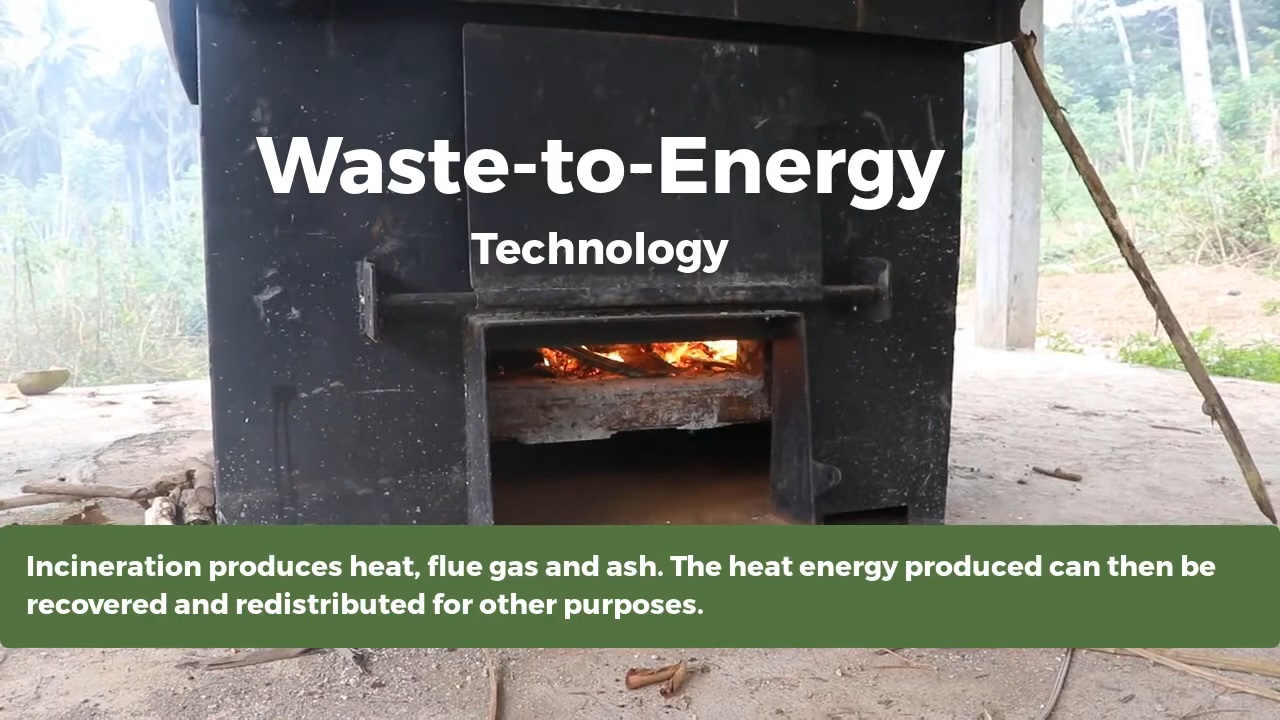 Waste-to-Energy
Technology
Incineration produces heat, flue gas and ash. The heat energy produced can then be
recovered and redistributed for other purposes.